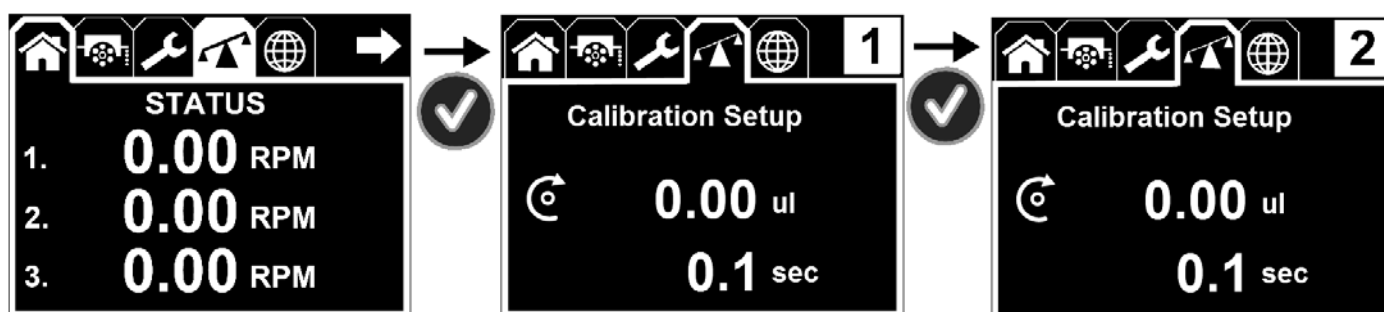 STATUS
1. 0.00 RPM
2. 0.00 RPM
3. 0.00 RPM
1
Calibration Setup
0.00 ul
0.1 sec
2
Calibration Setup
0.00 ul
0.1 sec